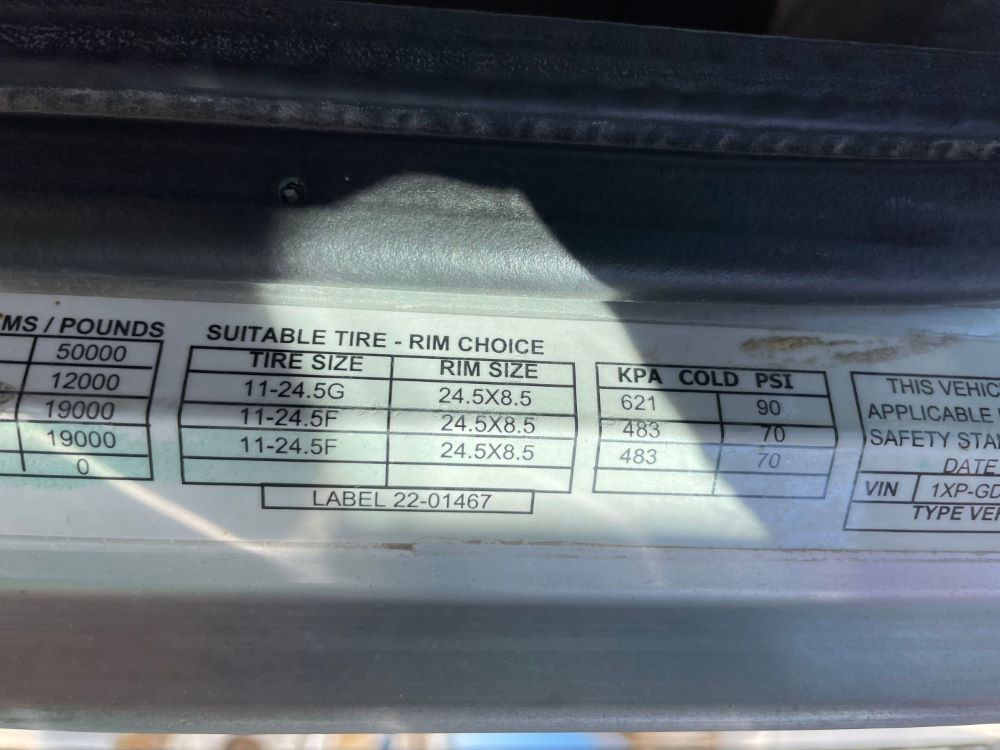 MS / POUNDS
50000
12000
19000
19000
0
SUITABLE TIRE - RIM CHOICE
TIRE SIZE RIM SIZE
11-24.5G 24.5X8.5
11-24.5F 24.5X8.5
11-24.5F 24.5X8.5
LABEL 22-01467
KPA COLD PSI
621 90
483 70
483 70
THIS VEHIC
APPLICABLE
SAFETY STA
DATE
VIN 1XP-GD
TYPE VEH